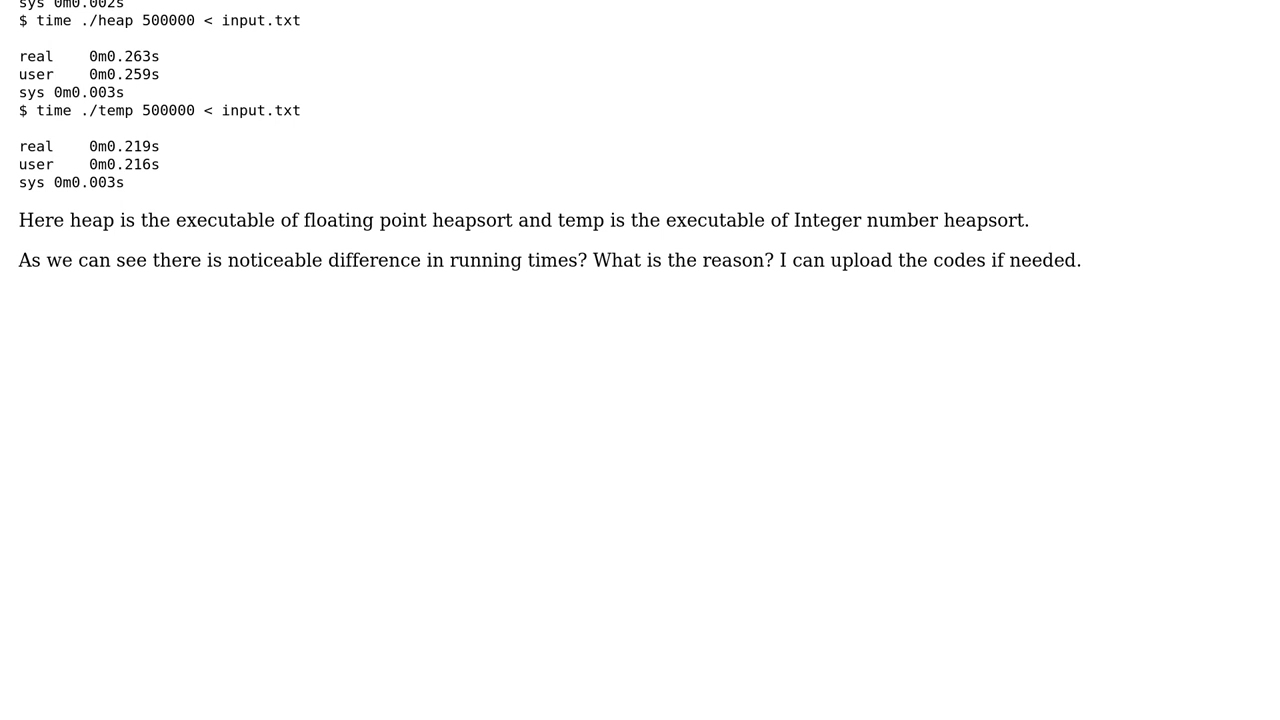 sys 0m0.002s
$ time ./heap 500000 < input.txt
real    0m0.263s
user    0m0.259s
sys 0m0.003s
$ time ./temp 500000 < input.txt
real    0m0.219s
user    0m0.216s
sys 0m0.003s
Here heap is the executable of floating point heapsort and temp is the executable of Integer number heapsort.
As we can see there is noticeable difference in running times? What is the reason? I can upload the codes if needed.